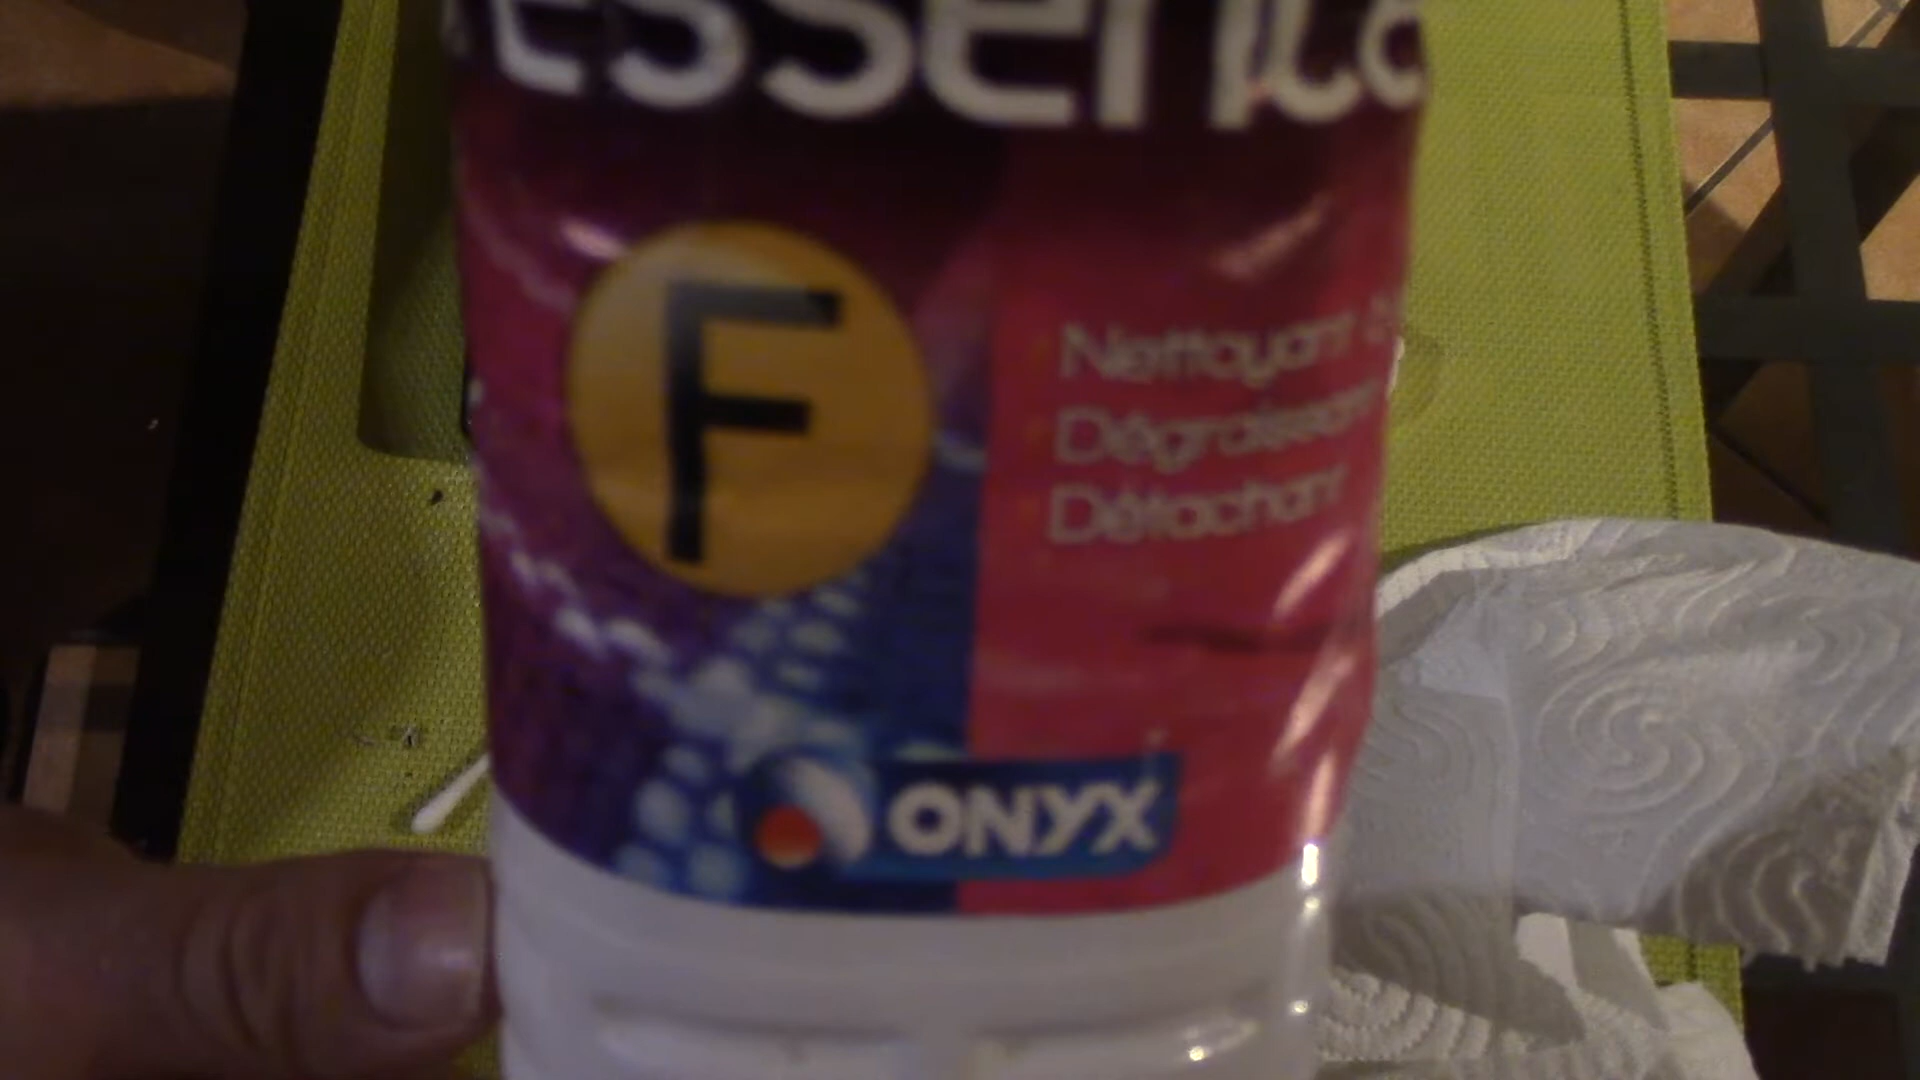 essence
F
Nettoyant
Dégraissant
Détachant
ONYX